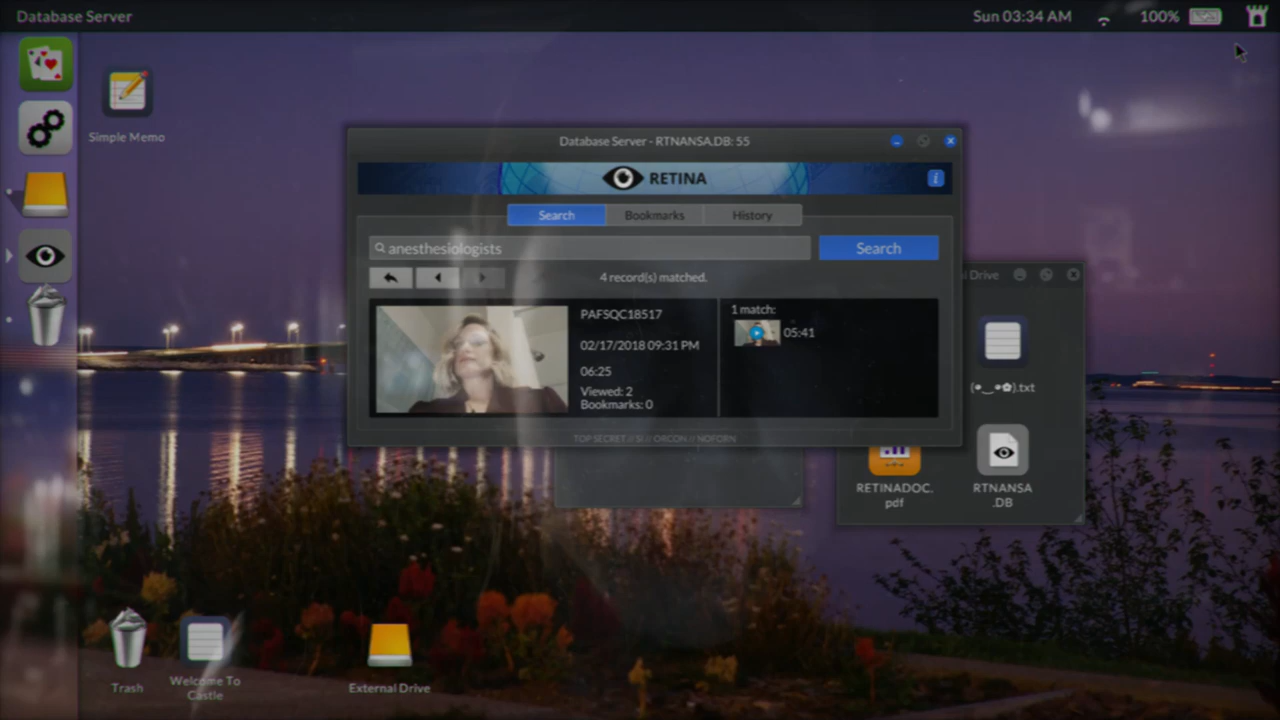 Database Server
Sun 03:34 AM
100%
Simple Memo
Database Server - RTNANSA.DB: 55
RETINA
i
Search
Bookmarks
History
anesthesiologists
Search
4 record(s) matched.
PAFSQC18517
02/17/2018 09:31 PM
06:25
Viewed: 2
Bookmarks: 0
1 match:
05:41
TOP SECRET // SI // ORCON // NOFORN
Drive
(•‿•✿).txt
RETINADOC.
pdf
RTNANSA
.DB
Trash
Welcome To
Castle
External Drive